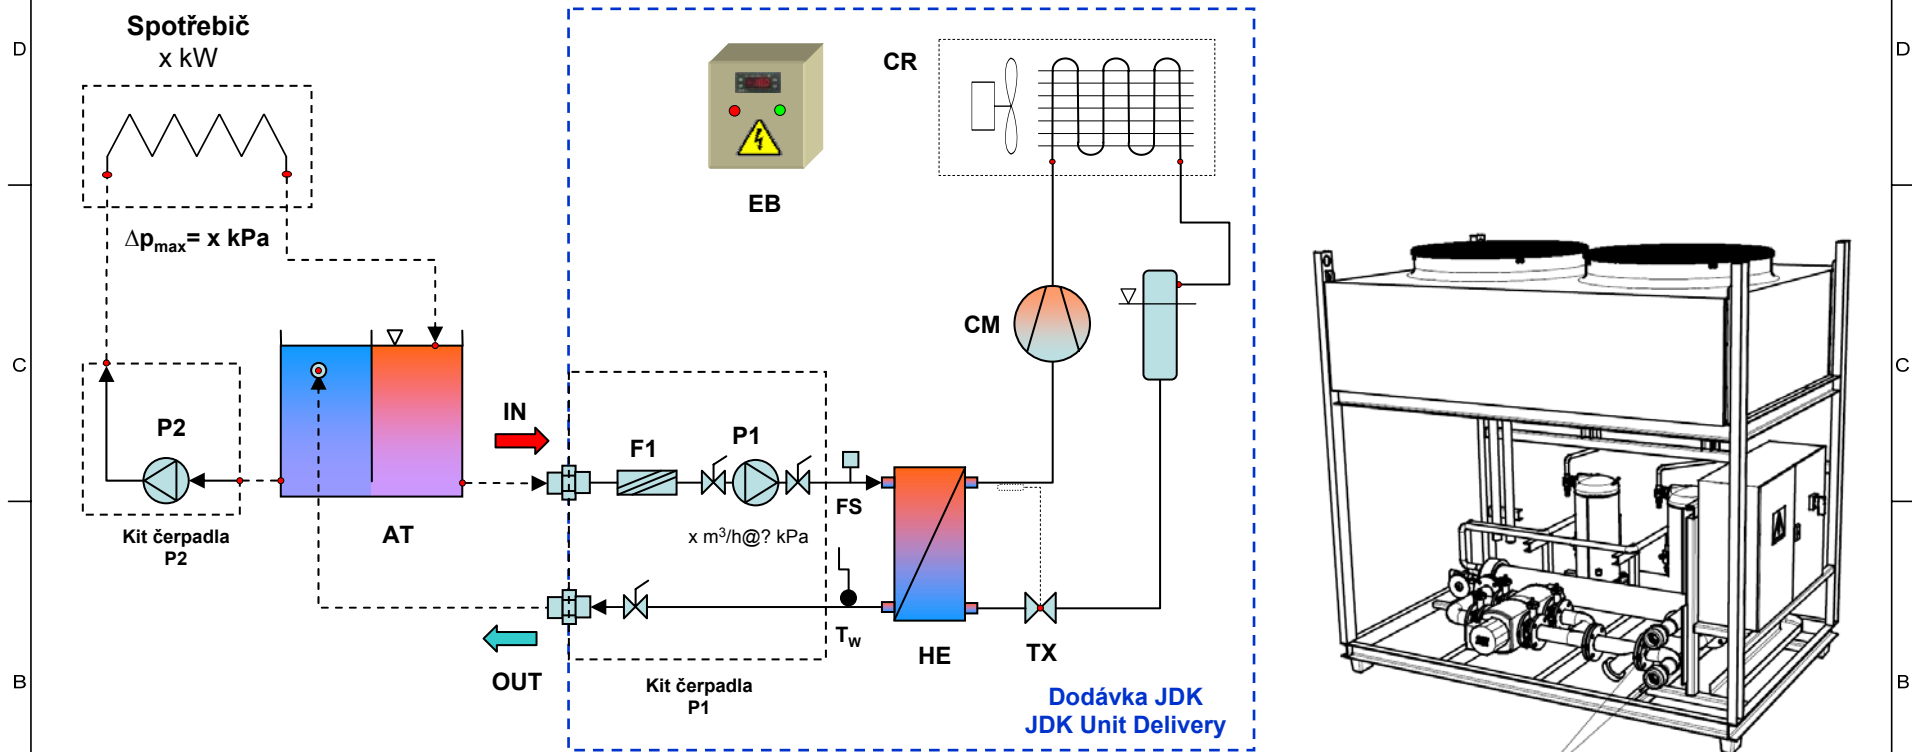 Spotřebič
x kW
Δpmax= x kPa
P2
Kit čerpadla
P2
AT
IN
OUT
F1
P1
x m³/h@? kPa
Kit čerpadla
P1
FS
TW
HE
TX
CM
CR
EB
Dodávka JDK
JDK Unit Delivery
D
C
B
D
C
B